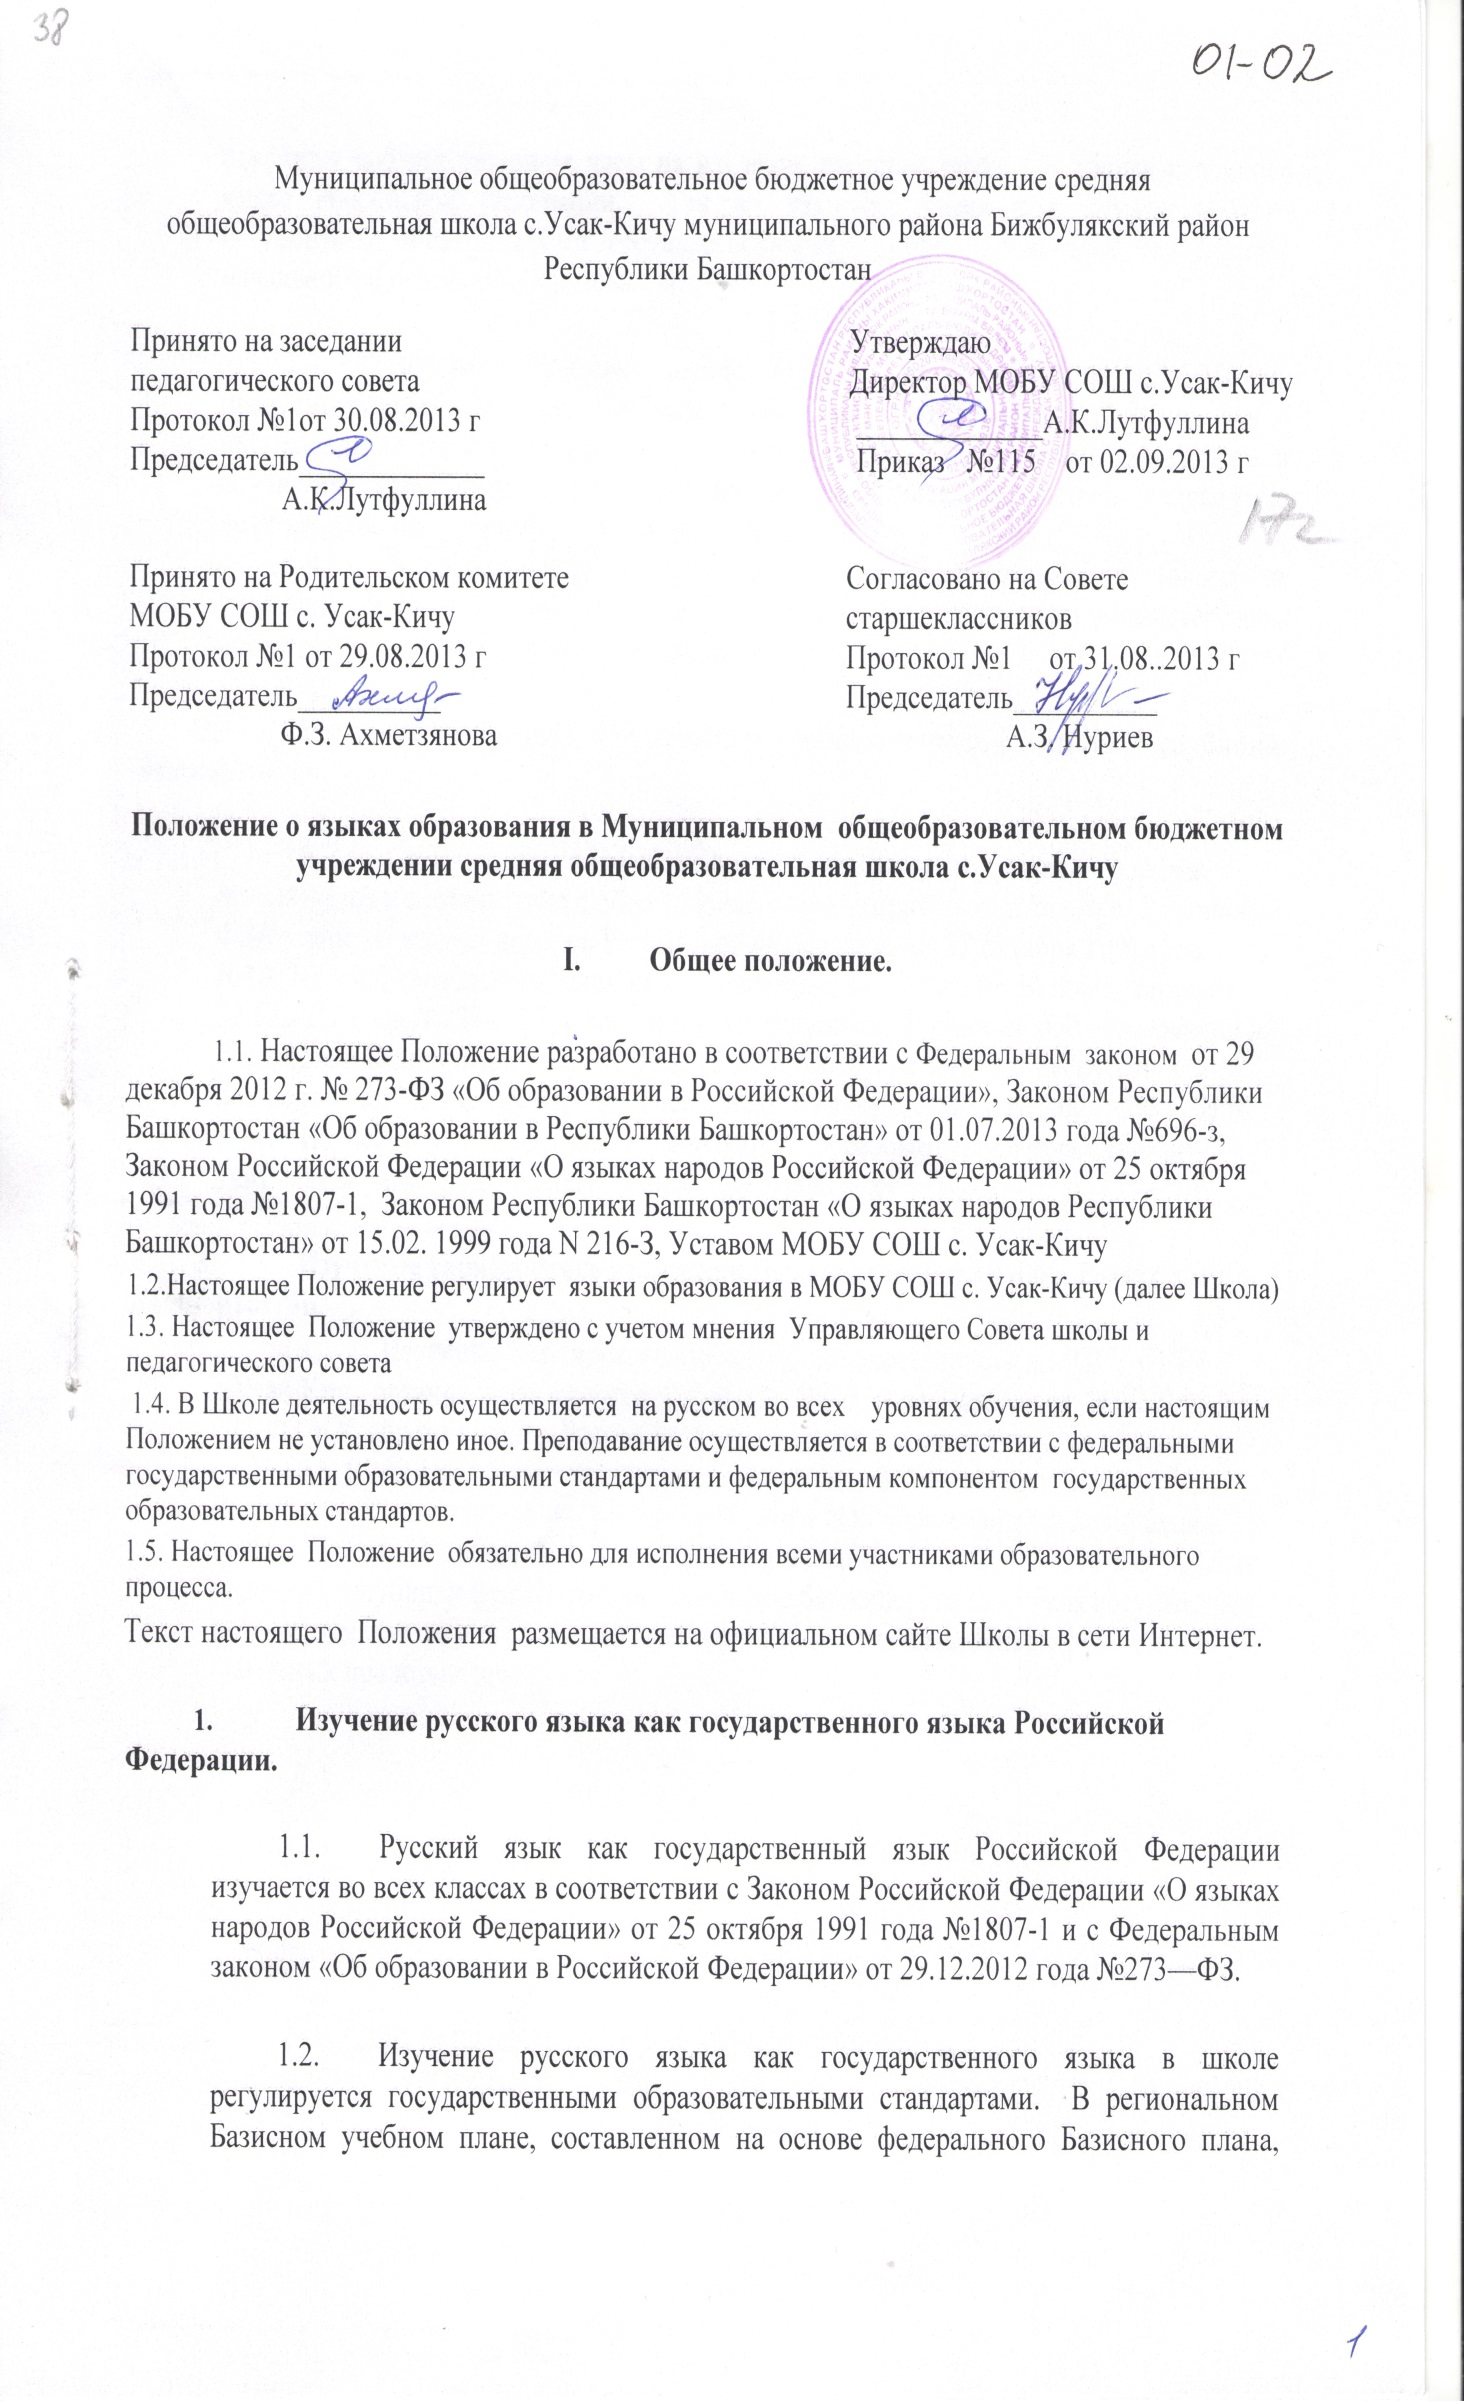 38
01-02
Муниципальное общеобразовательное бюджетное учреждение средняя
общеобразовательная школа с.Усак-Кичу муниципального района Бижбулякский район
Республики Башкортостан
Принято на заседании
педагогического совета
Протокол №1от 30.08.2013 г
Председатель
А.К.Лутфуллина
Утверждаю
Директор МОБУ СОШ с.Усак-Кичу
А.К.Лутфуллина
Приказ №115 от 02.09.2013 г
17г
Принято на Родительском комитете
МОБУ СОШ с. Усак-Кичу
Протокол №1 от 29.08.2013 г
Председатель
Ф.З. Ахметзянова
Согласовано на Совете
старшеклассников
Протокол №1 от 31.08..2013 г
Председатель
А.З. Нуриев
Положение о языках образования в Муниципальном общеобразовательном бюджетном
учреждении средняя общеобразовательная школа с.Усак-Кичу
I. Общее положение.
1.1. Настоящее Положение разработано в соответствии с Федеральным законом от 29
декабря 2012 г. № 273-ФЗ «Об образовании в Российской Федерации», Законом Республики
Башкортостан «Об образовании в Республики Башкортостан» от 01.07.2013 года №696-з,
Законом Российской Федерации «О языках народов Российской Федерации» от 25 октября
1991 года №1807-1, Законом Республики Башкортостан «О языках народов Республики
Башкортостан» от 15.02. 1999 года N 216-З, Уставом МОБУ СОШ с. Усак-Кичу
1.2.Настоящее Положение регулирует языки образования в МОБУ СОШ с. Усак-Кичу (далее Школа)
1.3. Настоящее Положение утверждено с учетом мнения Управляющего Совета школы и
педагогического совета
1.4. В Школе деятельность осуществляется на русском во всех уровнях обучения, если настоящим
Положением не установлено иное. Преподавание осуществляется в соответствии с федеральными
государственными образовательными стандартами и федеральным компонентом государственных
образовательных стандартов.
1.5. Настоящее Положение обязательно для исполнения всеми участниками образовательного
процесса.
Текст настоящего Положения размещается на официальном сайте Школы в сети Интернет.
1. Изучение русского языка как государственного языка Российской
Федерации.
1.1. Русский язык как государственный язык Российской Федерации
изучается во всех классах в соответствии с Законом Российской Федерации «О языках
народов Российской Федерации» от 25 октября 1991 года №1807-1 и с Федеральным
законом «Об образовании в Российской Федерации» от 29.12.2012 года №273—ФЗ.
1.2. Изучение русского языка как государственного языка в школе
регулируется государственными образовательными стандартами. В региональном
Базисном учебном плане, составленном на основе федерального Базисного плана,
1